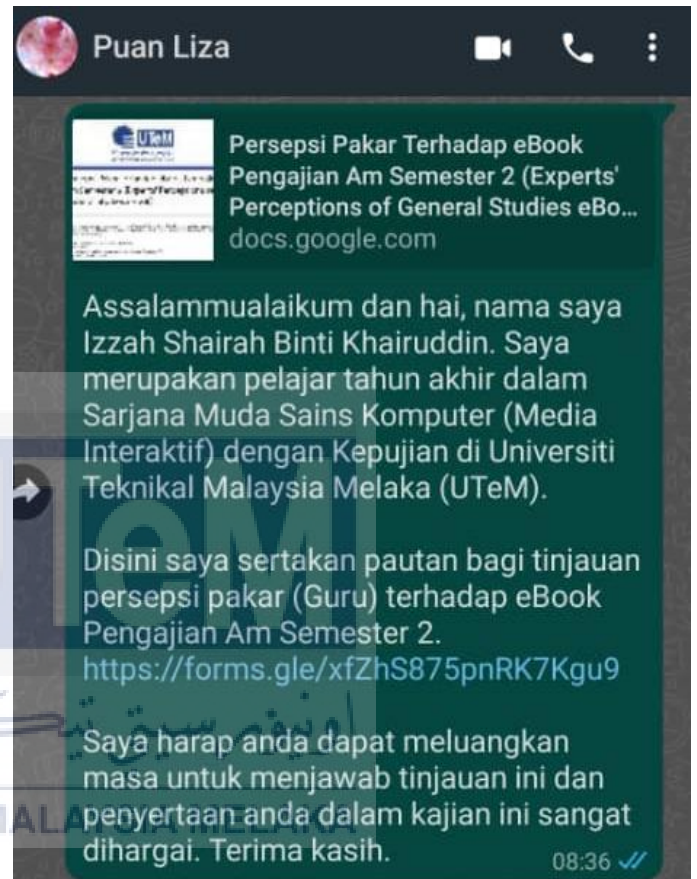 Puan Liza
UTeM
Persepsi Pakar Terhadap eBook
Pengajian Am Semester 2 (Experts'
Perceptions of General Studies eBo...
docs.google.com
Assalammualaikum dan hai, nama saya
Izzah Shairah Binti Khairuddin. Saya
merupakan pelajar tahun akhir dalam
Sarjana Muda Sains Komputer (Media
Interaktif) dengan Kepujian di Universiti
Teknikal Malaysia Melaka (UTeM).
Disini saya sertakan pautan bagi tinjauan
persepsi pakar (Guru) terhadap eBook
Pengajian Am Semester 2.
https://forms.gle/xfZhS875pnRK7Kgu9
Saya harap anda dapat meluangkan
masa untuk menjawab tinjauan ini dan
penyertaan anda dalam kajian ini sangat
dihargai. Terima kasih.
08:36